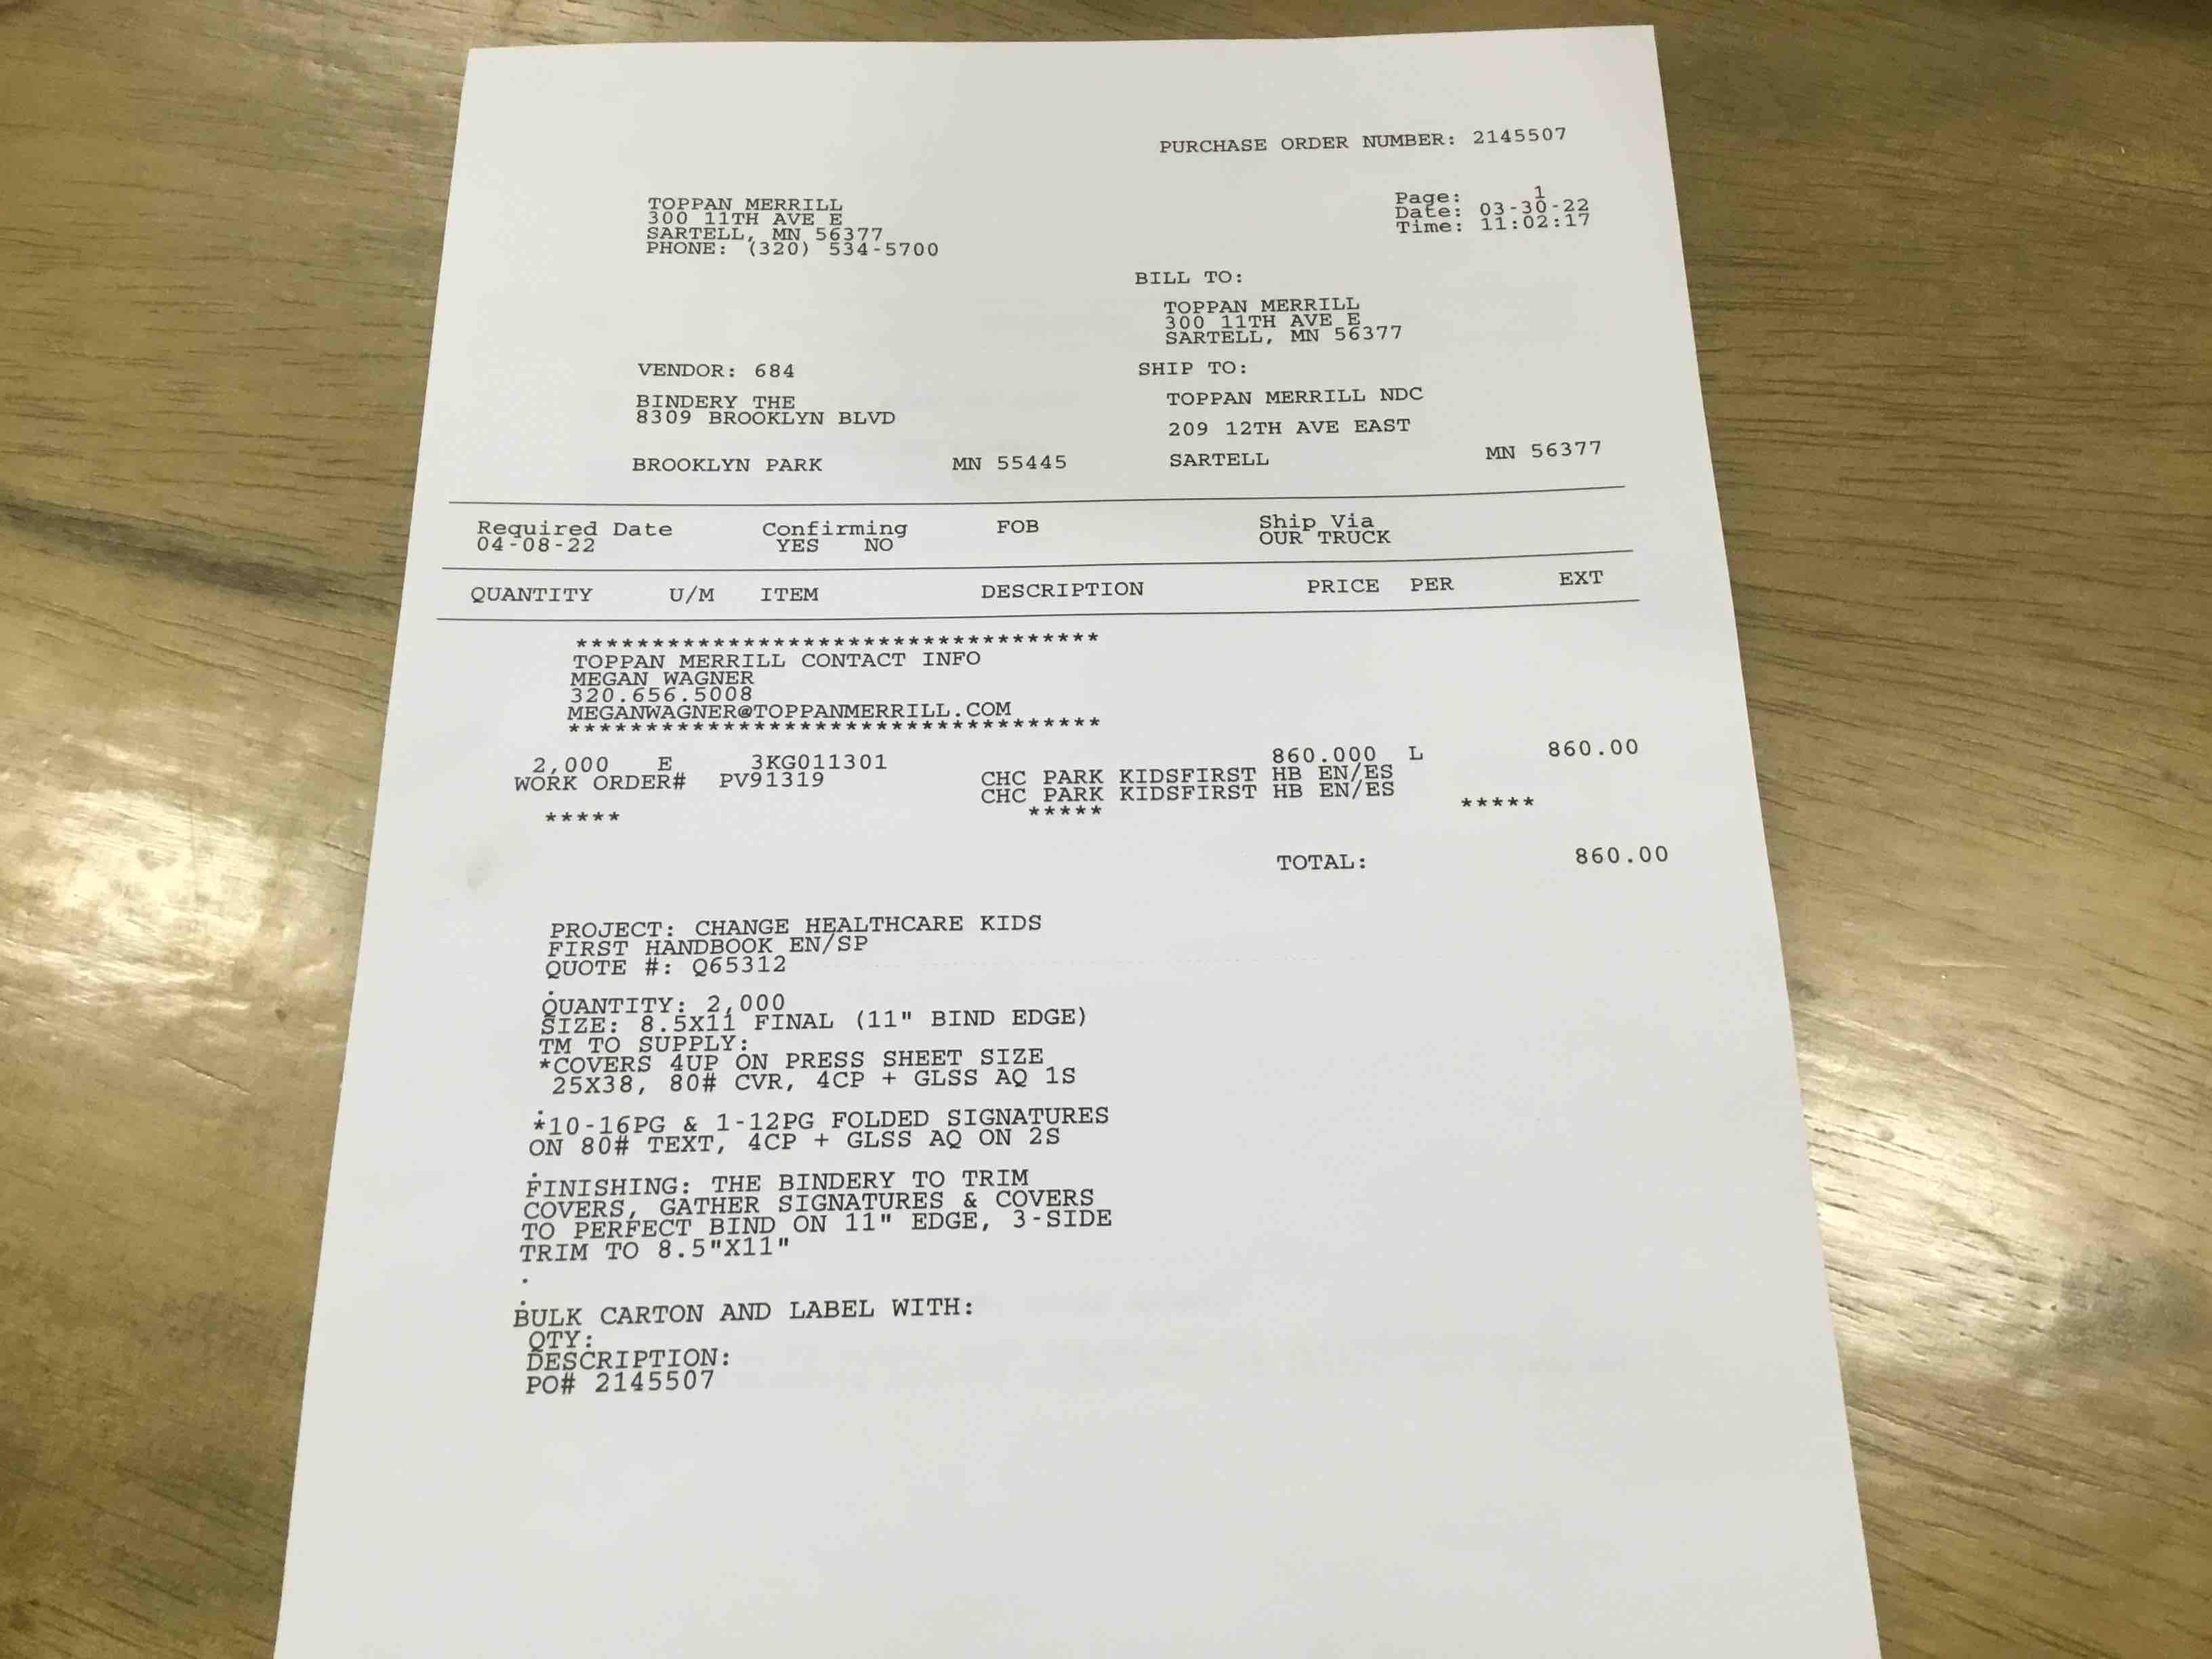 PURCHASE ORDER NUMBER: 2145507
TOPPAN MERRILL
300 11TH AVE E
SARTELL, MN 56377
PHONE: (320) 534-5700
Page: 1
Date: 03-30-22
Time: 11:02:17
BILL TO:
TOPPAN MERRILL
300 11TH AVE E
SARTELL, MN 56377
VENDOR: 684
BINDERY THE
8309 BROOKLYN BLVD
BROOKLYN PARK MN 55445
SHIP TO:
TOPPAN MERRILL NDC
209 12TH AVE EAST
SARTELL MN 56377
Required Date Confirming FOB Ship Via
04-08-22 YES NO OUR TRUCK
QUANTITY U/M ITEM DESCRIPTION PRICE PER EXT
***********************************
TOPPAN MERRILL CONTACT INFO
MEGAN WAGNER
320.656.5008
MEGANWAGNER@TOPPANMERRILL.COM
***********************************
2,000 E 3KG011301 860.000 L 860.00
WORK ORDER# PV91319 CHC PARK KIDSFIRST HB EN/ES
CHC PARK KIDSFIRST HB EN/ES
***** ***** *****
TOTAL: 860.00
PROJECT: CHANGE HEALTHCARE KIDS
FIRST HANDBOOK EN/SP
QUOTE #: Q65312
.
QUANTITY: 2,000
SIZE: 8.5X11 FINAL (11" BIND EDGE)
TM TO SUPPLY:
*COVERS 4UP ON PRESS SHEET SIZE
25X38, 80# CVR, 4CP + GLSS AQ 1S
.
*10-16PG & 1-12PG FOLDED SIGNATURES
ON 80# TEXT, 4CP + GLSS AQ ON 2S
.
FINISHING: THE BINDERY TO TRIM
COVERS, GATHER SIGNATURES & COVERS
TO PERFECT BIND ON 11" EDGE, 3-SIDE
TRIM TO 8.5"X11"
.
.
BULK CARTON AND LABEL WITH:
QTY:
DESCRIPTION:
PO# 2145507